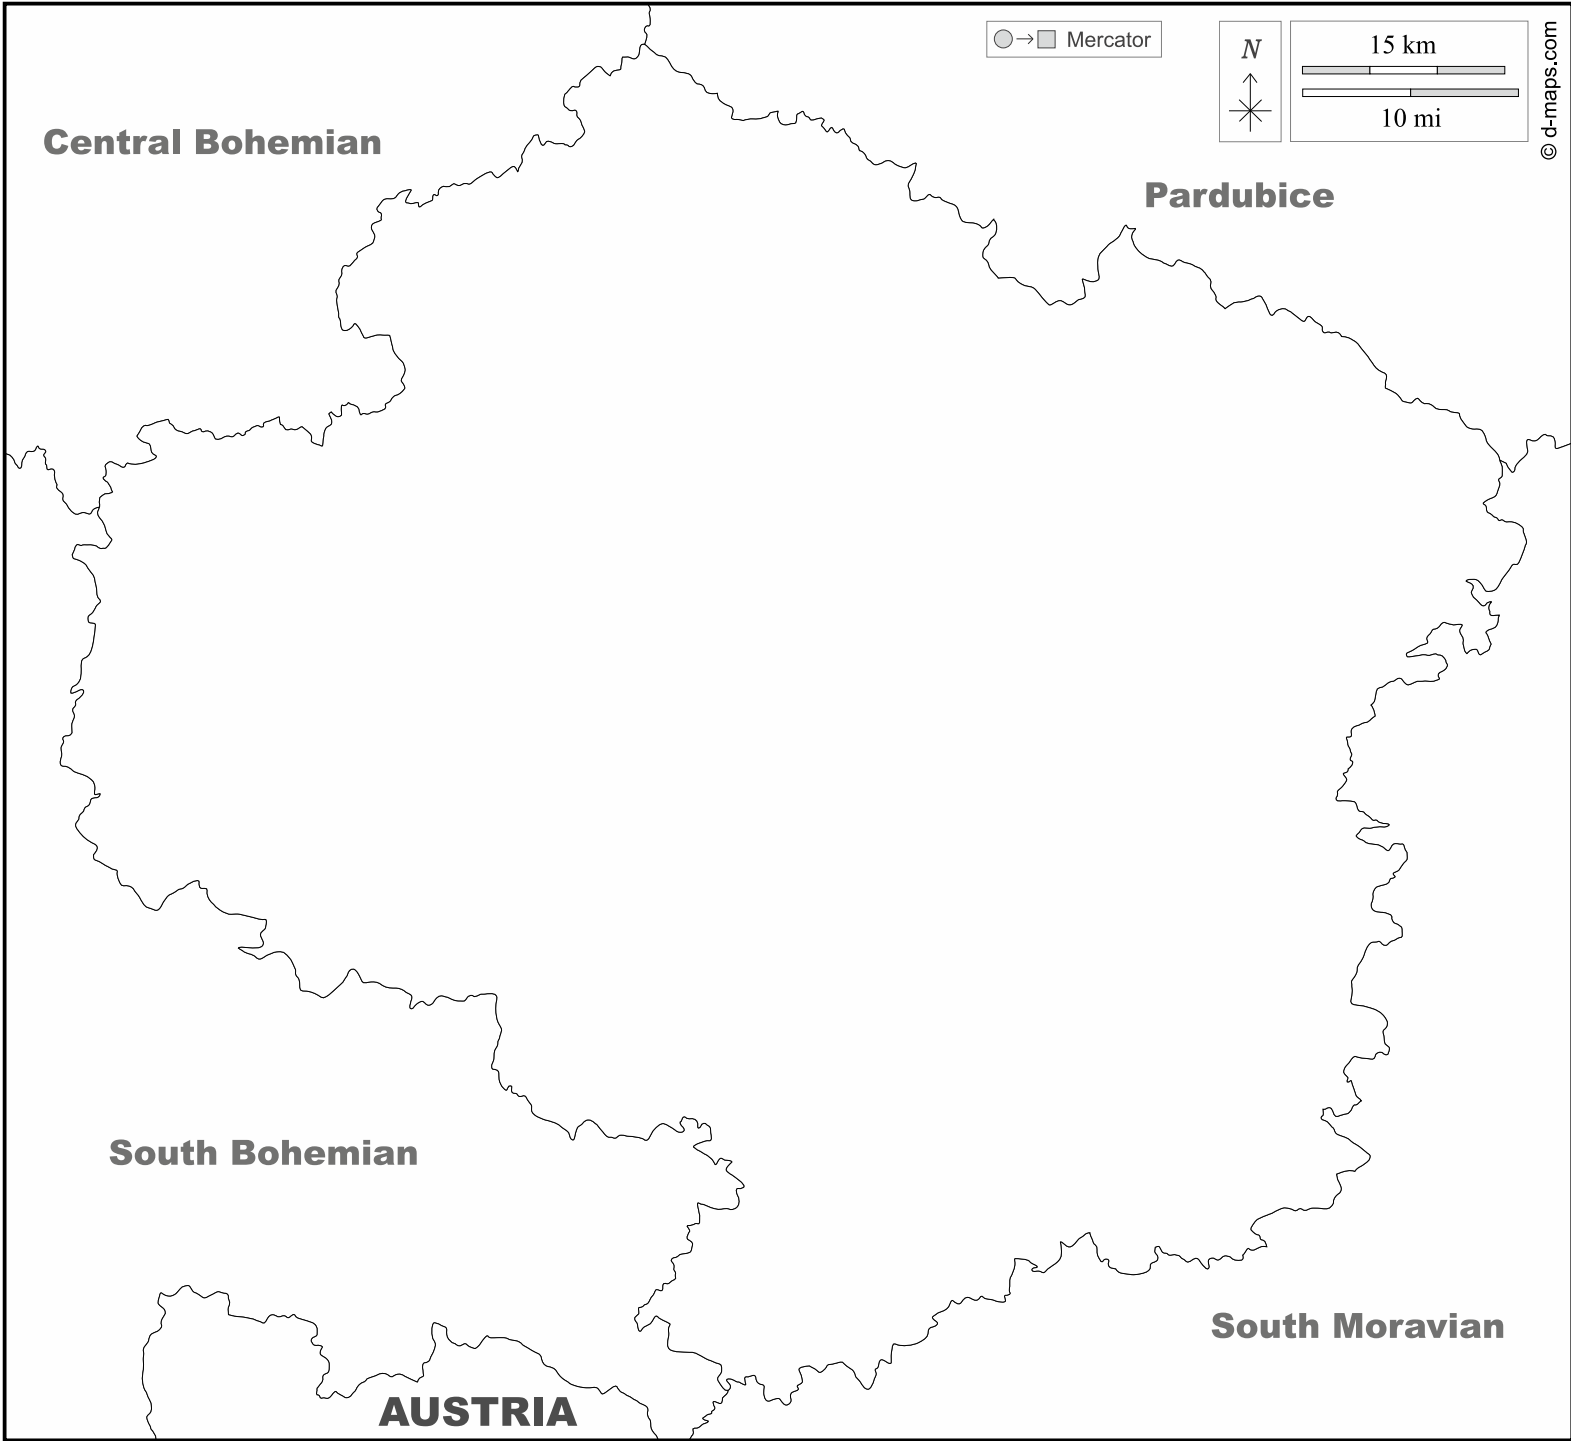 Mercator
N
15 km
10 mi
© d-maps.com
Central Bohemian
Pardubice
South Bohemian
South Moravian
AUSTRIA